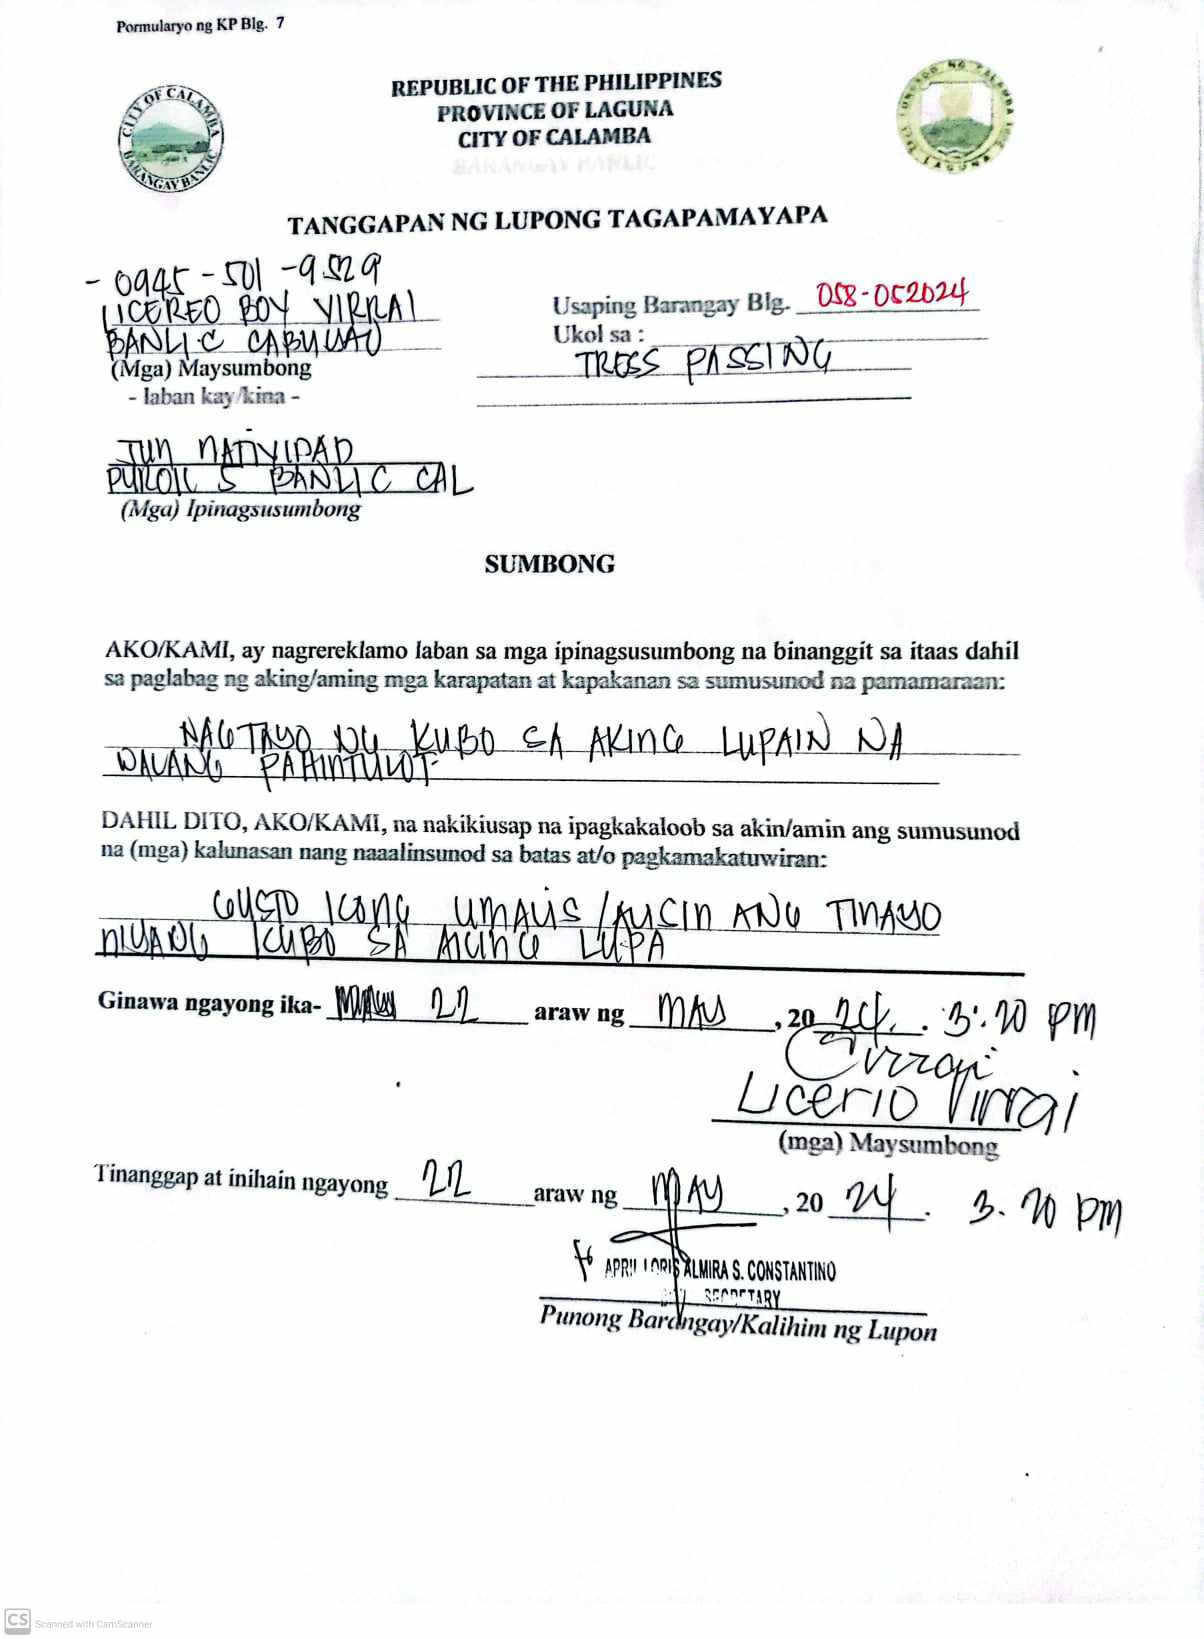 Pormularyo ng KP Blg. 7
REPUBLIC OF THE PHILIPPINES
PROVINCE OF LAGUNA
CITY OF CALAMBA
BARANGAY BANLIC
CITY OF CALAMBA
BARANGAY BANLIC
TANGGAPAN NG LUPONG TAGAPAMAYAPA
- 0945-501-9529
LICEREO BOY VIRRAI
BANLIC CABUYAO
(Mga) Maysumbong
- laban kay/kina -
Usaping Barangay Blg. 058-052024
Ukol sa :
TRESS PASSING
JUN NATIVIDAD
PUROK 5 BANLIC CAL
(Mga) Ipinagsusumbong
SUMBONG
AKO/KAMI, ay nagrereklamo laban sa mga ipinagsusumbong na binanggit sa itaas dahil
sa paglabag ng aking/aming mga karapatan at kapakanan sa sumusunod na pamamaraan:
NAGTAYO NG KUBO SA AKING LUPAIN NA
WALANG PAHINTULOT.
DAHIL DITO, AKO/KAMI, na nakikiusap na ipagkakaloob sa akin/amin ang sumusunod
na (mga) kalunasan nang naaalinsunod sa batas at/o pagkamakatuwiran:
GUSTO KONG UMALIS /AUSIN ANG TINAYO
NIYANG KUBO SA AKING LUPA
Ginawa ngayong ika- 22 araw ng MAY, 2024. 3:20 PM
Licerio Virrai
(mga) Maysumbong
Tinanggap at inihain ngayong 22 araw ng MAY, 2024. 3.20 PM
APRIL LORIS ALMIRA S. CONSTANTINO
SECRETARY
Punong Barangay/Kalihim ng Lupon
CS Scanned with CamScanner